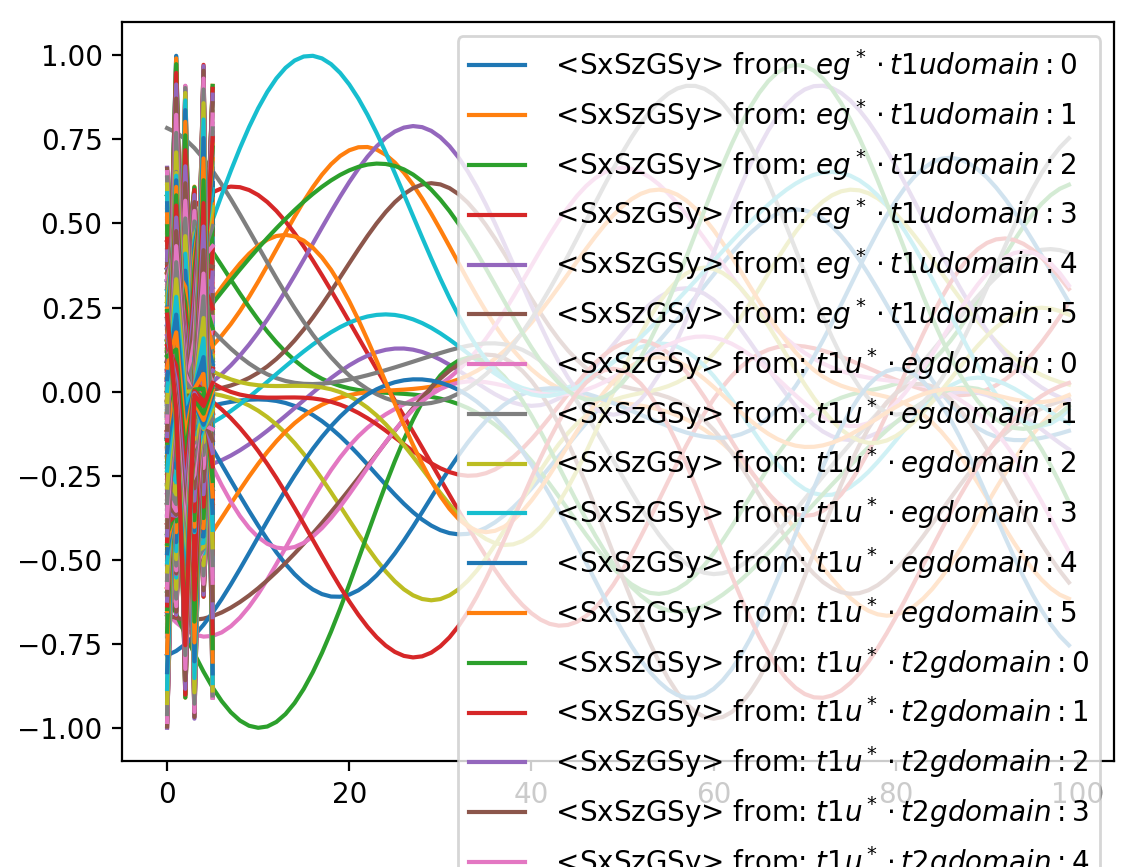 1.00
0.75
0.50
0.25
0.00
−0.25
−0.50
−0.75
−1.00
0 20 40 60 80 100
<SxSzGSy> from: eg* · t1udomain : 0
<SxSzGSy> from: eg* · t1udomain : 1
<SxSzGSy> from: eg* · t1udomain : 2
<SxSzGSy> from: eg* · t1udomain : 3
<SxSzGSy> from: eg* · t1udomain : 4
<SxSzGSy> from: eg* · t1udomain : 5
<SxSzGSy> from: t1u* · egdomain : 0
<SxSzGSy> from: t1u* · egdomain : 1
<SxSzGSy> from: t1u* · egdomain : 2
<SxSzGSy> from: t1u* · egdomain : 3
<SxSzGSy> from: t1u* · egdomain : 4
<SxSzGSy> from: t1u* · egdomain : 5
<SxSzGSy> from: t1u* · t2gdomain : 0
<SxSzGSy> from: t1u* · t2gdomain : 1
<SxSzGSy> from: t1u* · t2gdomain : 2
<SxSzGSy> from: t1u* · t2gdomain : 3
<SxSzGSy> from: t1u* · t2gdomain : 4